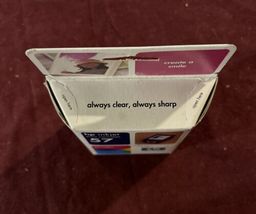 create a
smile
always clear, always sharp
hp inkjet
57